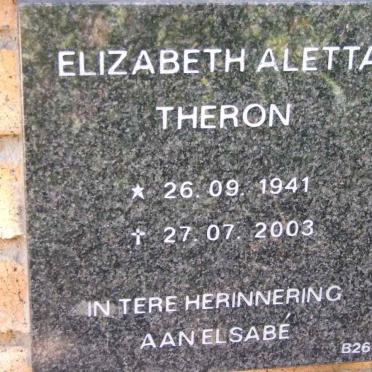 ELIZABETH ALETTA
THERON
★ 26. 09. 1941
† 27. 07. 2003
IN TERE HERINNERING
AAN ELSABÉ
B26